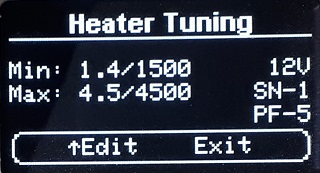 Heater Tuning
Min: 1.4/1500 12V
Max: 4.5/4500 SN-1
PF-5
↑Edit Exit